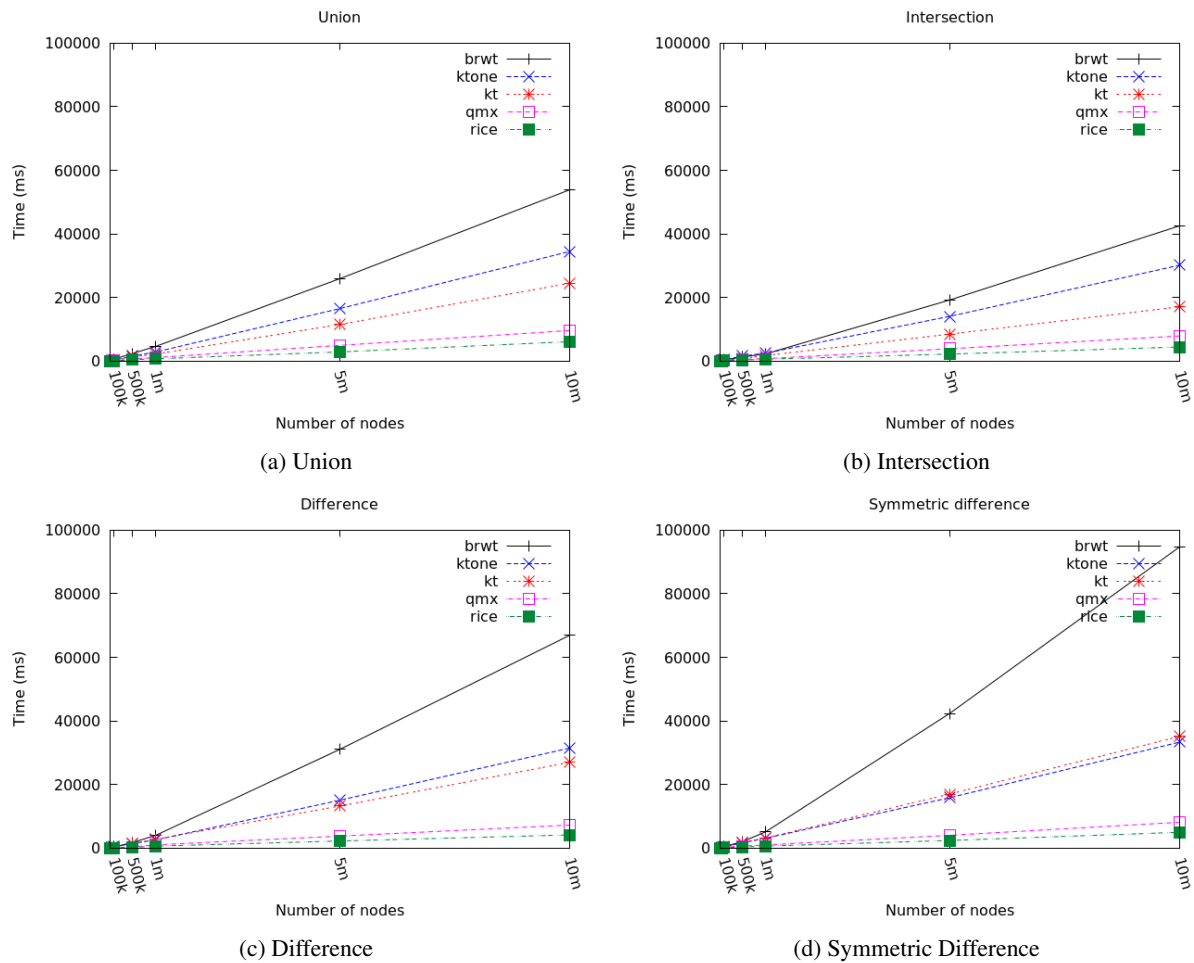 Union
100000
80000
60000
40000
20000
0
Time (ms)
brwt
ktone
kt
qmx
rice
100k
500k
1m
5m
10m
Number of nodes
(a) Union
Intersection
100000
80000
60000
40000
20000
0
Time (ms)
brwt
ktone
kt
qmx
rice
100k
500k
1m
5m
10m
Number of nodes
(b) Intersection
Difference
100000
80000
60000
40000
20000
0
Time (ms)
brwt
ktone
kt
qmx
rice
100k
500k
1m
5m
10m
Number of nodes
(c) Difference
Symmetric difference
100000
80000
60000
40000
20000
0
Time (ms)
brwt
ktone
kt
qmx
rice
100k
500k
1m
5m
10m
Number of nodes
(d) Symmetric Difference